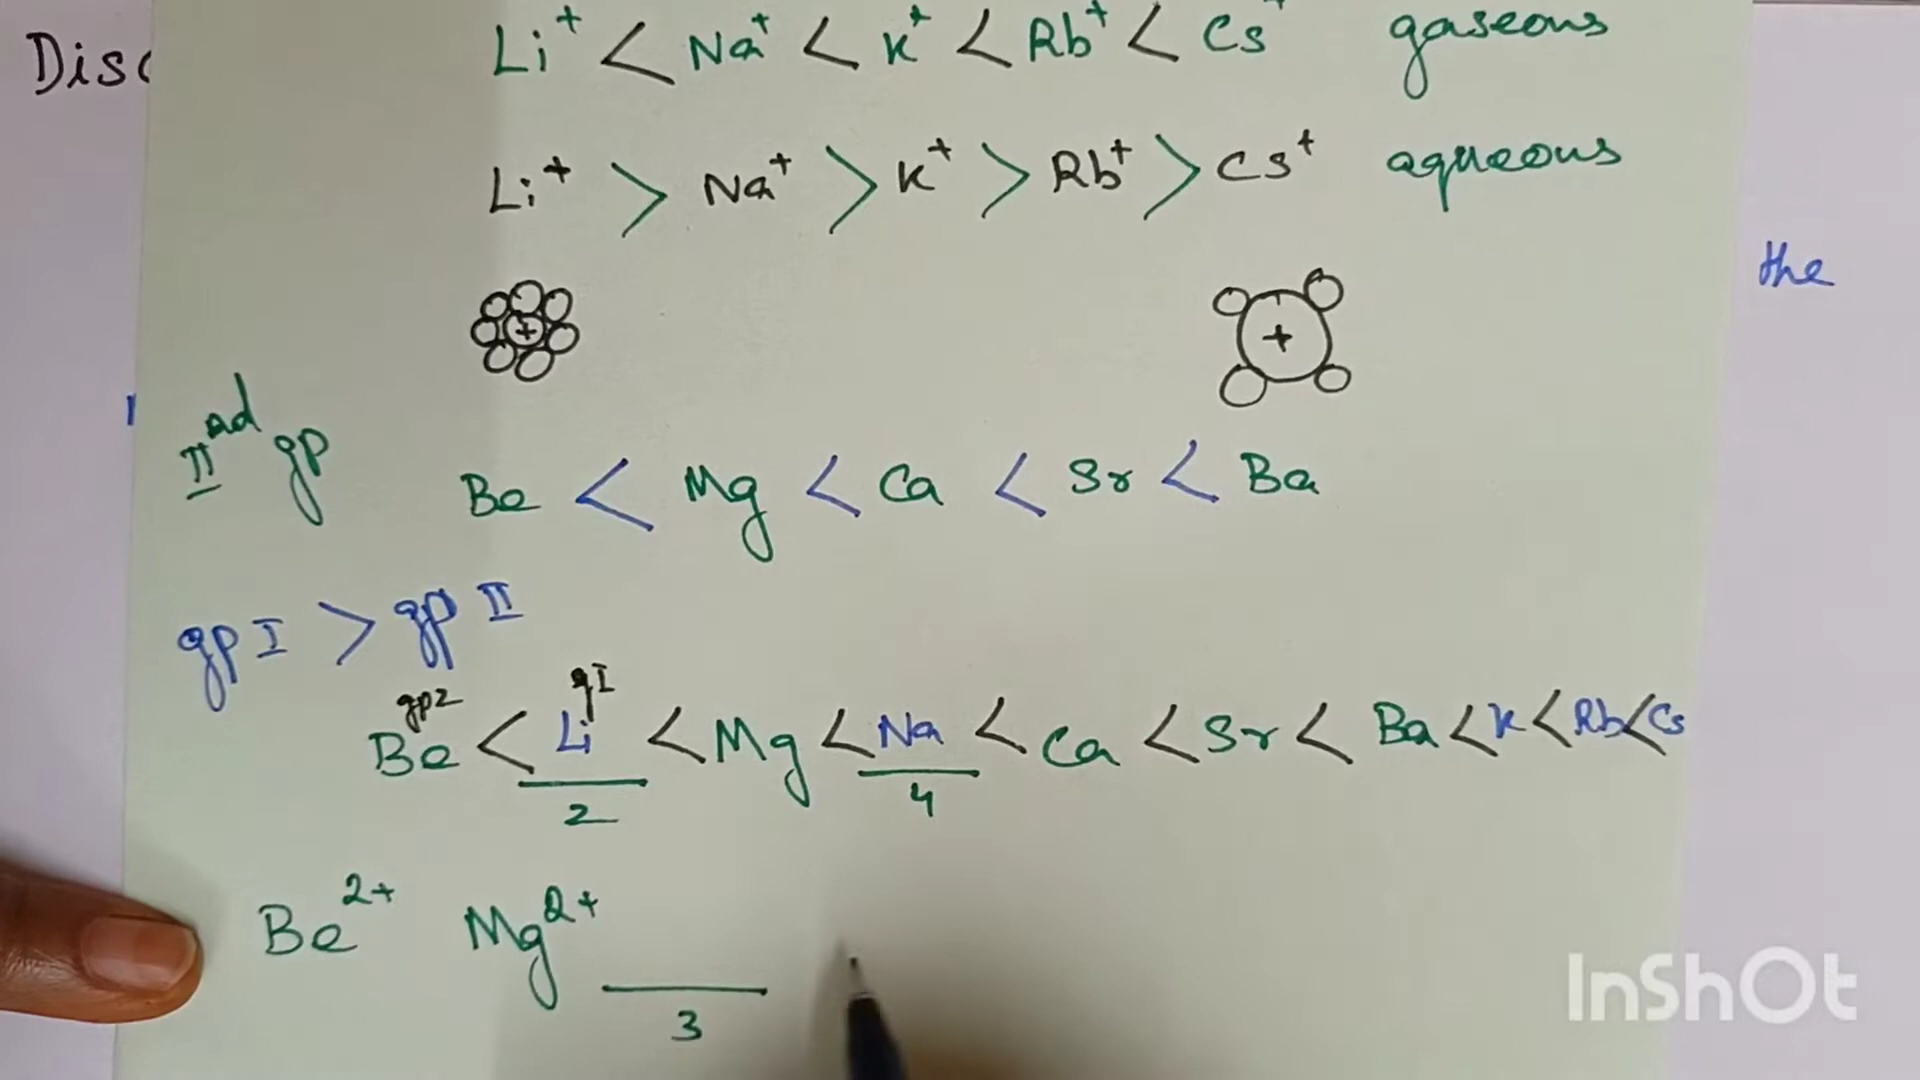 Disc
Li⁺ < Na⁺ < K⁺ < Rb⁺ < Cs⁺ gaseous
Li⁺ > Na⁺ > K⁺ > Rb⁺ > Cs⁺ aqueous
the
+ +
IInd gp Be < Mg < Ca < Sr < Ba
gp I > gp II
gp2 gI
Be < Li < Mg < Na < Ca < Sr < Ba < K < Rb < Cs
2 4
Be²⁺ Mg²⁺
3
InShOt